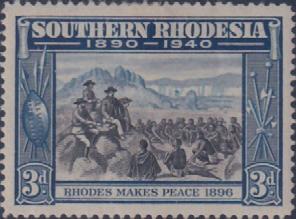 SOUTHERN RHODESIA
1890 - 1940
3d. 3d.
RHODES MAKES PEACE 1896